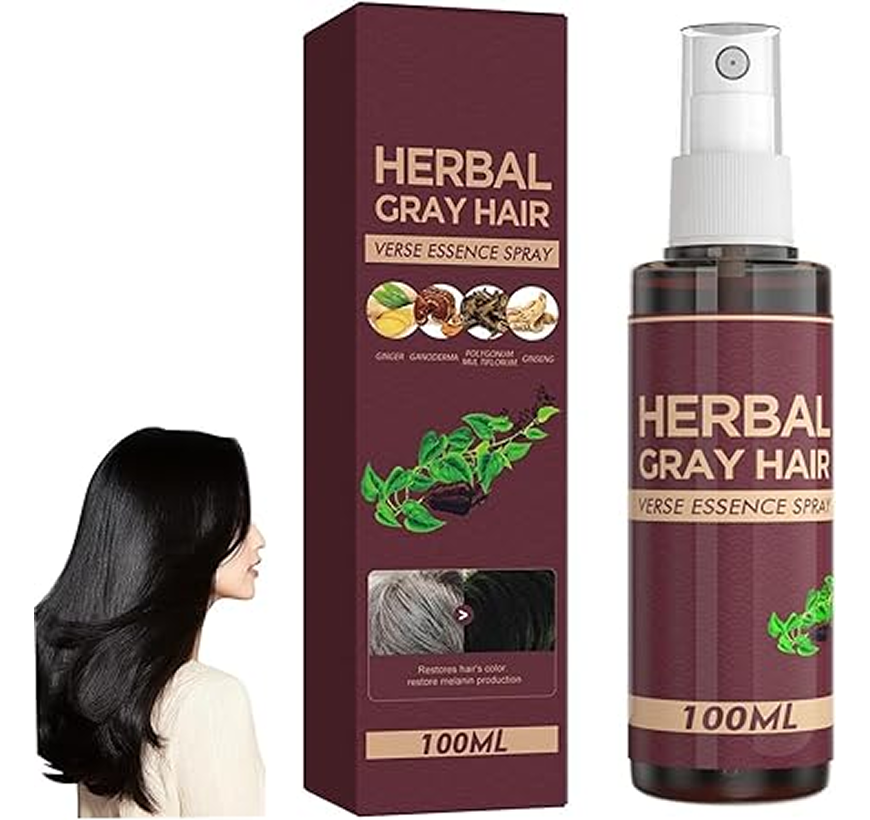 HERBAL
GRAY HAIR
VERSE ESSENCE SPRAY
GINGER GANODERMA POLYGONUM MULTIFLORUM GINSENG
Restores hair's color.
restore melanin production
100ML
HERBAL
GRAY HAIR
VERSE ESSENCE SPRAY
100ML